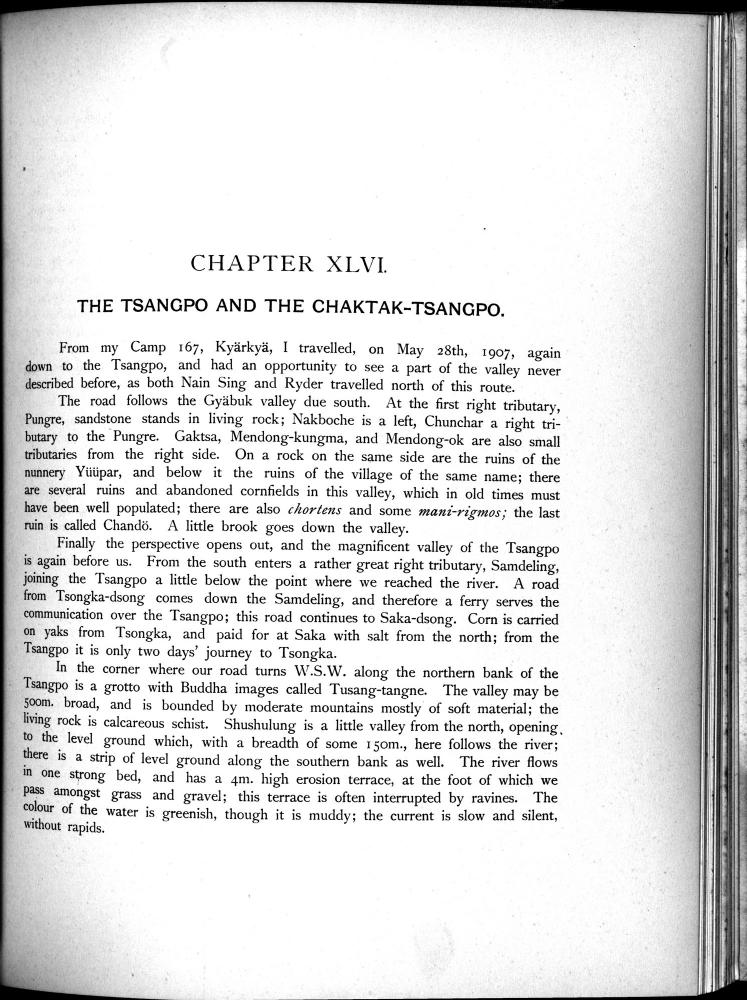 CHAPTER XLVI.
THE TSANGPO AND THE CHAKTAK-TSANGPO.
From my Camp 167, Kyärkyä, I travelled, on May 28th, 1907, again
down to the Tsangpo, and had an opportunity to see a part of the valley never
described before, as both Nain Sing and Ryder travelled north of this route.
The road follows the Gyäbuk valley due south. At the first right tributary,
Pungre, sandstone stands in living rock; Nakboche is a left, Chunchar a right tri-
butary to the Pungre. Gaktsa, Mendong-kungma, and Mendong-ok are also small
tributaries from the right side. On a rock on the same side are the ruins of the
nunnery Yüüpar, and below it the ruins of the village of the same name; there
are several ruins and abandoned cornfields in this valley, which in old times must
have been well populated; there are also chortens and some mani-rigmos; the last
ruin is called Chandö. A little brook goes down the valley.
Finally the perspective opens out, and the magnificent valley of the Tsangpo
is again before us. From the south enters a rather great right tributary, Samdeling,
joining the Tsangpo a little below the point where we reached the river. A road
from Tsongka-dsong comes down the Samdeling, and therefore a ferry serves the
communication over the Tsangpo; this road continues to Saka-dsong. Corn is carried
on yaks from Tsongka, and paid for at Saka with salt from the north; from the
Tsangpo it is only two days' journey to Tsongka.
In the corner where our road turns W.S.W. along the northern bank of the
Tsangpo is a grotto with Buddha images called Tusang-tangne. The valley may be
500m. broad, and is bounded by moderate mountains mostly of soft material; the
living rock is calcareous schist. Shushulung is a little valley from the north, opening
to the level ground which, with a breadth of some 150m., here follows the river;
there is a strip of level ground along the southern bank as well. The river flows
in one strong bed, and has a 4m. high erosion terrace, at the foot of which we
pass amongst grass and gravel; this terrace is often interrupted by ravines. The
colour of the water is greenish, though it is muddy; the current is slow and silent,
without rapids.